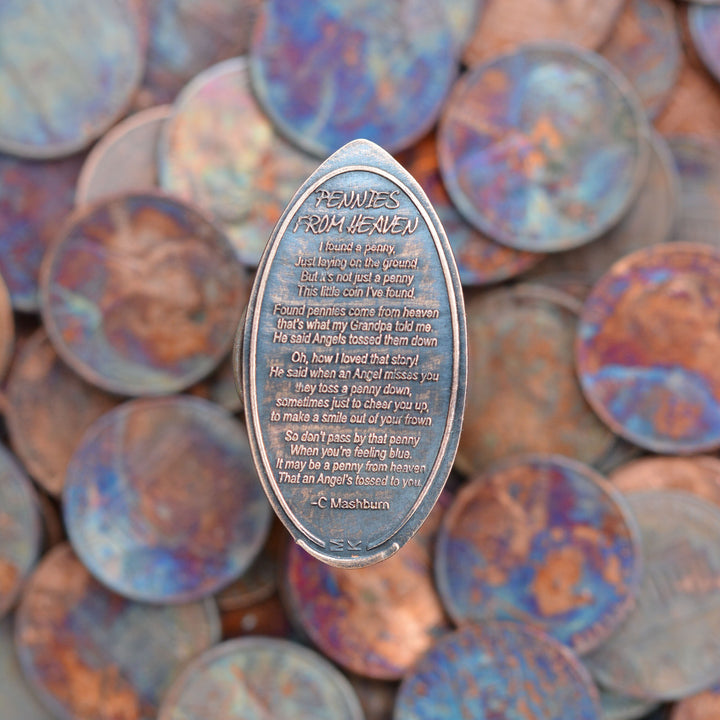 PENNIES
FROM HEAVEN
I found a penny,
Just laying on the ground
But it's not just a penny
This little coin I've found.
Found pennies come from heaven
that's what my Grandpa told me.
He said Angels tossed them down
Oh, how I loved that story!
He said when an Angel misses you
they toss a penny down,
sometimes just to cheer you up,
to make a smile out of your frown
So don't pass by that penny
When you're feeling blue.
It may be a penny from heaven
That an Angel's tossed to you.
-C Mashburn